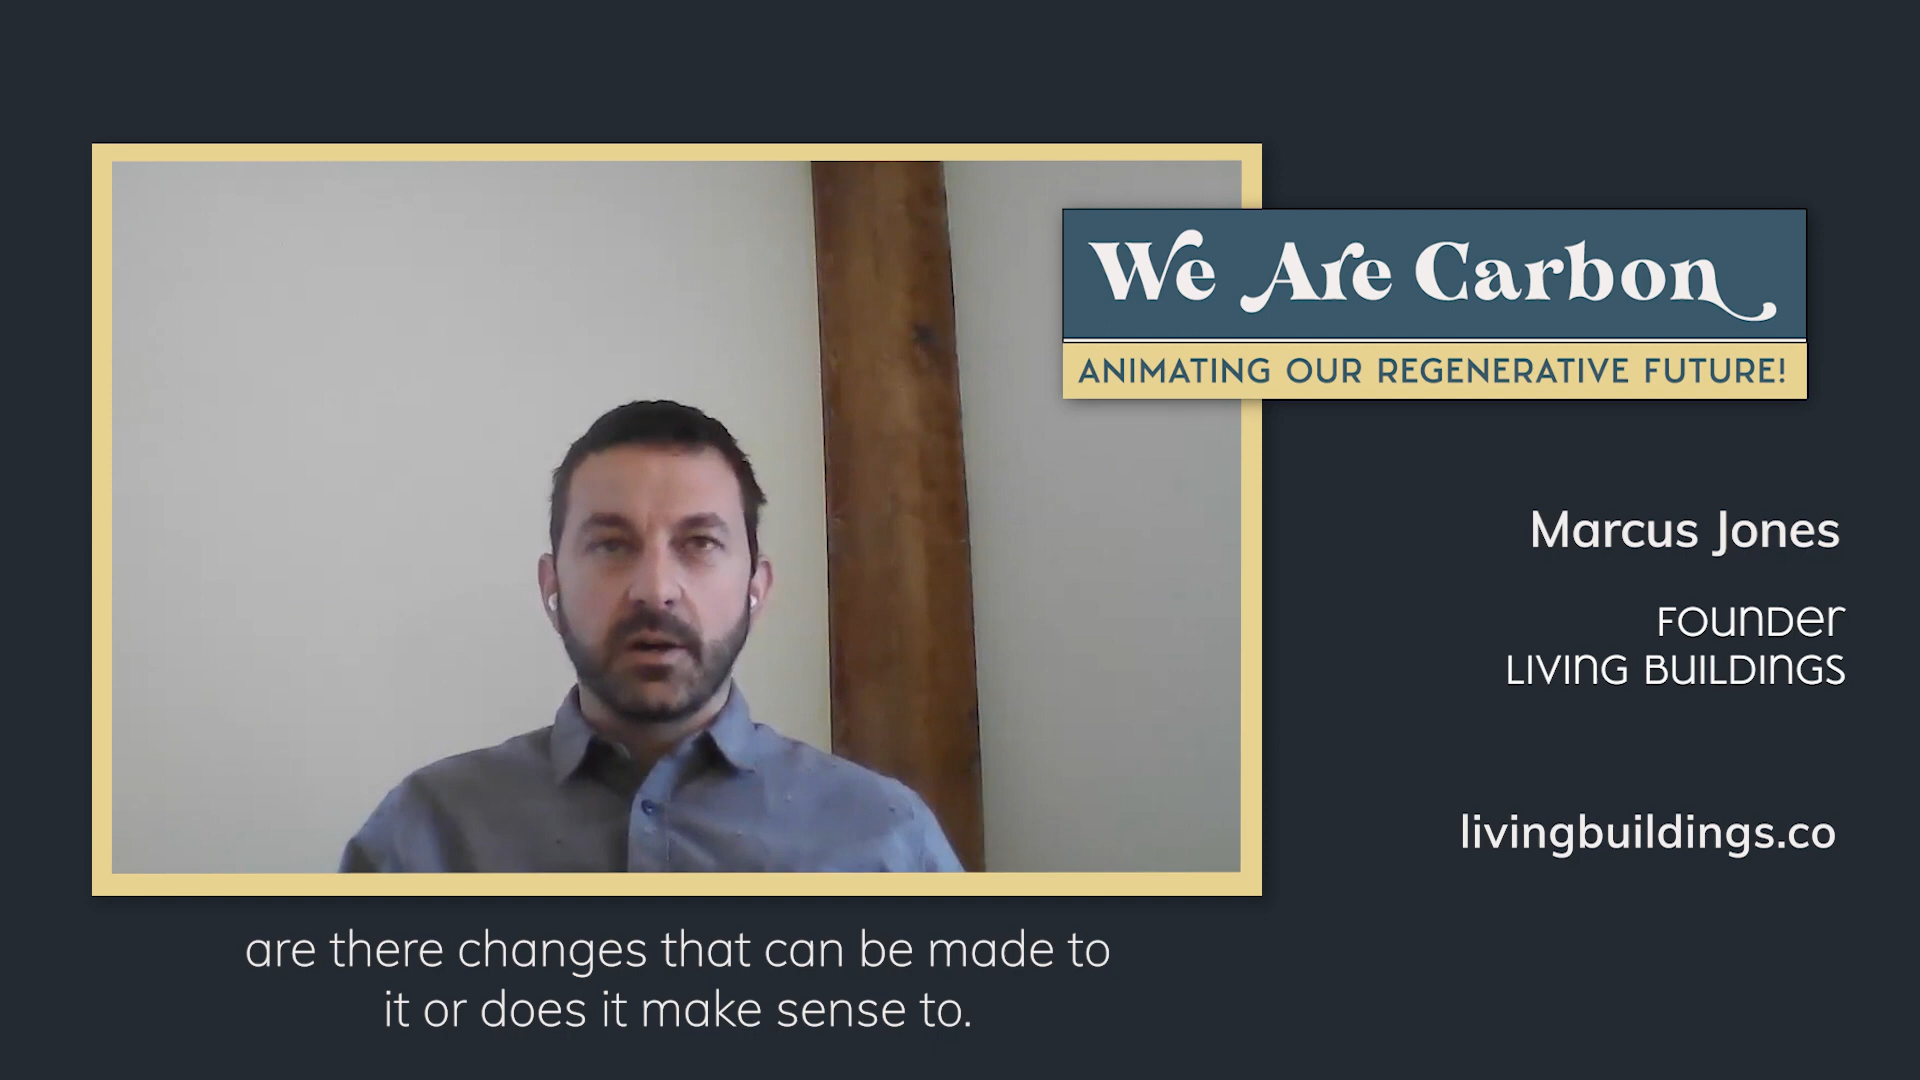 We Are Carbon
ANIMATING OUR REGENERATIVE FUTURE!
Marcus Jones
FOUNDER
LIVING BUILDINGS
livingbuildings.co
are there changes that can be made to
it or does it make sense to.